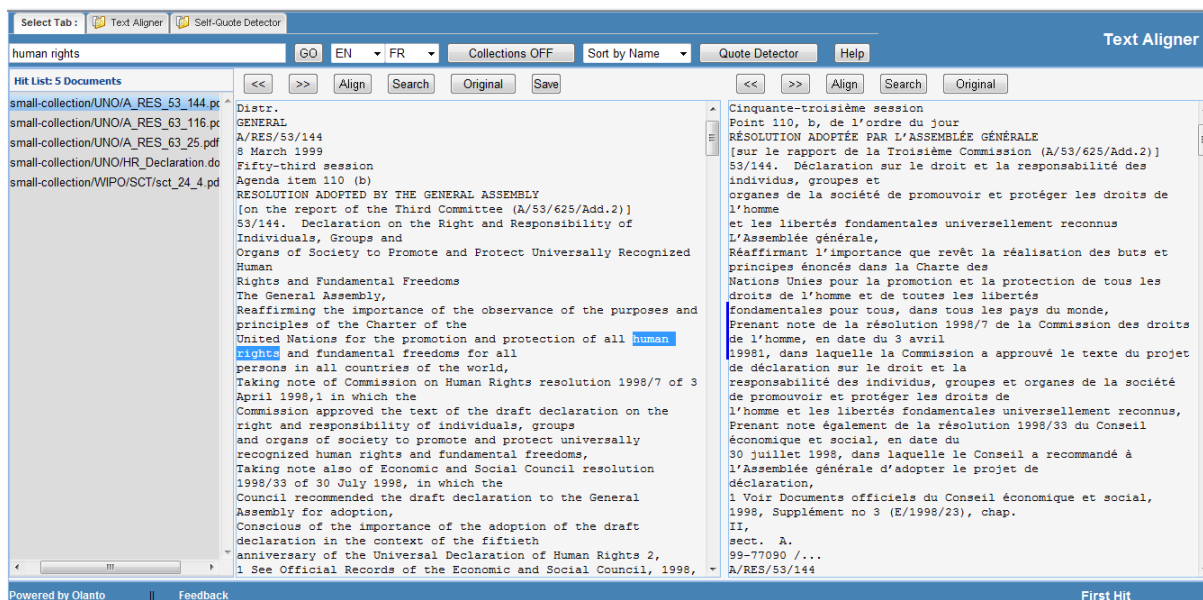 Select Tab :
Text Aligner
Self-Quote Detector
Text Aligner
human rights
GO
EN
FR
Collections OFF
Sort by Name
Quote Detector
Help
Hit List: 5 Documents
small-collection/UNO/A_RES_53_144.pd
small-collection/UNO/A_RES_63_116.pd
small-collection/UNO/A_RES_63_25.pdf
small-collection/UNO/HR_Declaration.do
small-collection/WIPO/SCT/sct_24_4.pd
<<
>>
Align
Search
Original
Save
Distr.
GENERAL
A/RES/53/144
8 March 1999
Fifty-third session
Agenda item 110 (b)
RESOLUTION ADOPTED BY THE GENERAL ASSEMBLY
[on the report of the Third Committee (A/53/625/Add.2)]
53/144.  Declaration on the Right and Responsibility of
Individuals, Groups and
Organs of Society to Promote and Protect Universally Recognized
Human
Rights and Fundamental Freedoms
The General Assembly,
Reaffirming the importance of the observance of the purposes and
principles of the Charter of the
United Nations for the promotion and protection of all human
rights and fundamental freedoms for all
persons in all countries of the world,
Taking note of Commission on Human Rights resolution 1998/7 of 3
April 1998,1 in which the
Commission approved the text of the draft declaration on the
right and responsibility of individuals, groups
and organs of society to promote and protect universally
recognized human rights and fundamental freedoms,
Taking note also of Economic and Social Council resolution
1998/33 of 30 July 1998, in which the
Council recommended the draft declaration to the General
Assembly for adoption,
Conscious of the importance of the adoption of the draft
declaration in the context of the fiftieth
anniversary of the Universal Declaration of Human Rights 2,
1 See Official Records of the Economic and Social Council, 1998,
<<
>>
Align
Search
Original
Cinquante-troisième session
Point 110, b, de l'ordre du jour
RÉSOLUTION ADOPTÉE PAR L'ASSEMBLÉE GÉNÉRALE
[sur le rapport de la Troisième Commission (A/53/625/Add.2)]
53/144.  Déclaration sur le droit et la responsabilité des
individus, groupes et
organes de la société de promouvoir et protéger les droits de
l'homme
et les libertés fondamentales universellement reconnus
L'Assemblée générale,
Réaffirmant l'importance que revêt la réalisation des buts et
principes énoncés dans la Charte des
Nations Unies pour la promotion et la protection de tous les
droits de l'homme et de toutes les libertés
fondamentales pour tous, dans tous les pays du monde,
Prenant note de la résolution 1998/7 de la Commission des droits
de l'homme, en date du 3 avril
19981, dans laquelle la Commission a approuvé le texte du projet
de déclaration sur le droit et la
responsabilité des individus, groupes et organes de la société
de promouvoir et protéger les droits de
l'homme et les libertés fondamentales universellement reconnus,
Prenant note également de la résolution 1998/33 du Conseil
économique et social, en date du
30 juillet 1998, dans laquelle le Conseil a recommandé à
l'Assemblée générale d'adopter le projet de
déclaration,
1 Voir Documents officiels du Conseil économique et social,
1998, Supplément no 3 (E/1998/23), chap.
II,
sect.  A.
99-77090 /...
A/RES/53/144
Powered by Olanto || Feedback
First Hit